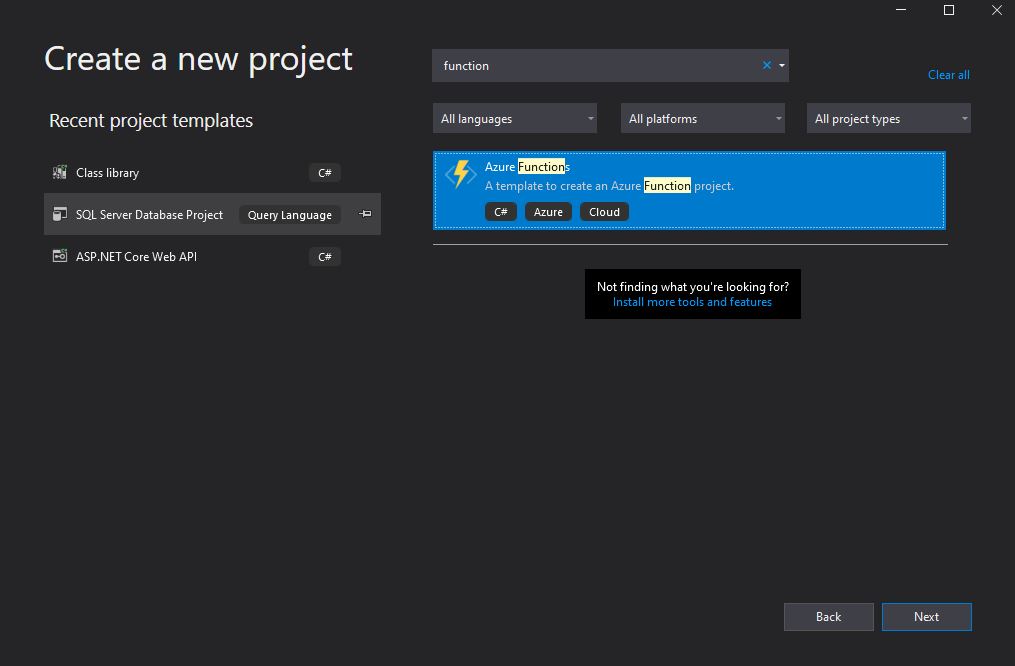 Create a new project
Recent project templates
Class library
C#
SQL Server Database Project
Query Language
ASP.NET Core Web API
C#
function
Clear all
All languages
All platforms
All project types
Azure Functions
A template to create an Azure Function project.
C#
Azure
Cloud
Not finding what you're looking for?
Install more tools and features
Back
Next